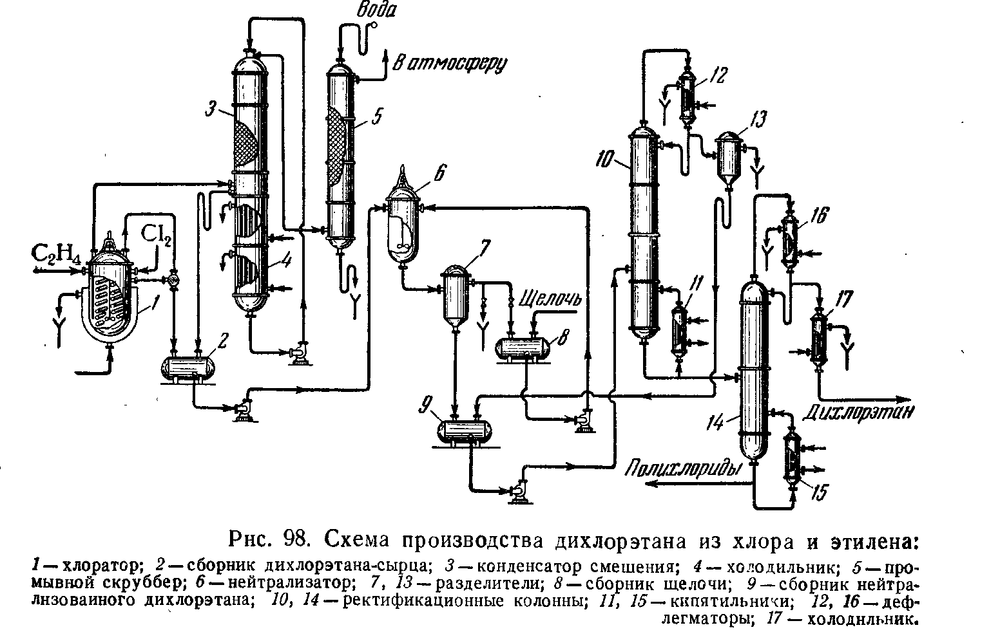 Вода
В атмосферу
12
3
5
13
6
10
Cl₂
16
C₂H₄
7
4
11
17
1
Щелочь
2
8
9
14
Дихлорэтан
Полихлориды
15
Рис. 98. Схема производства дихлорэтана из хлора и этилена:
1 — хлоратор; 2 — сборник дихлорэтана-сырца; 3 — конденсатор смешения; 4 — холодильник; 5 — про-
мывной скруббер; 6 — нейтрализатор; 7, 13 — разделители; 8 — сборник щелочи; 9 — сборник нейтра-
лизованного дихлорэтана; 10, 14 — ректификационные колонны; 11, 15 — кипятильники; 12, 16 — деф-
легматоры; 17 — холодильник.